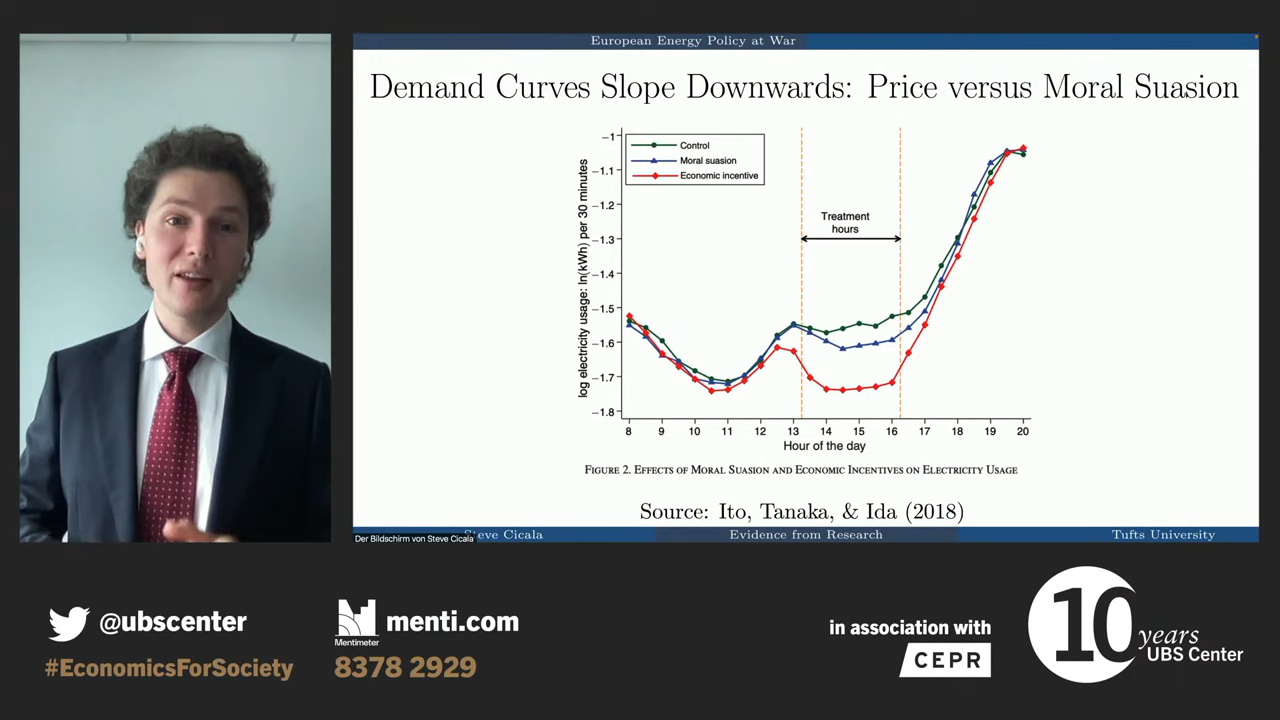 European Energy Policy at War
Demand Curves Slope Downwards: Price versus Moral Suasion
log electricity usage: ln(kWh) per 30 minutes
−1
−1.1
−1.2
−1.3
−1.4
−1.5
−1.6
−1.7
−1.8
Control
Moral suasion
Economic incentive
Treatment
hours
8 9 10 11 12 13 14 15 16 17 18 19 20
Hour of the day
Figure 2. Effects of Moral Suasion and Economic Incentives on Electricity Usage
Source: Ito, Tanaka, & Ida (2018)
Der Bildschirm von Steve Cicala
eve Cicala Evidence from Research Tufts University
@ubscenter
#EconomicsForSociety
Mentimeter
menti.com
8378 2929
in association with
CEPR
10 years
UBS Center